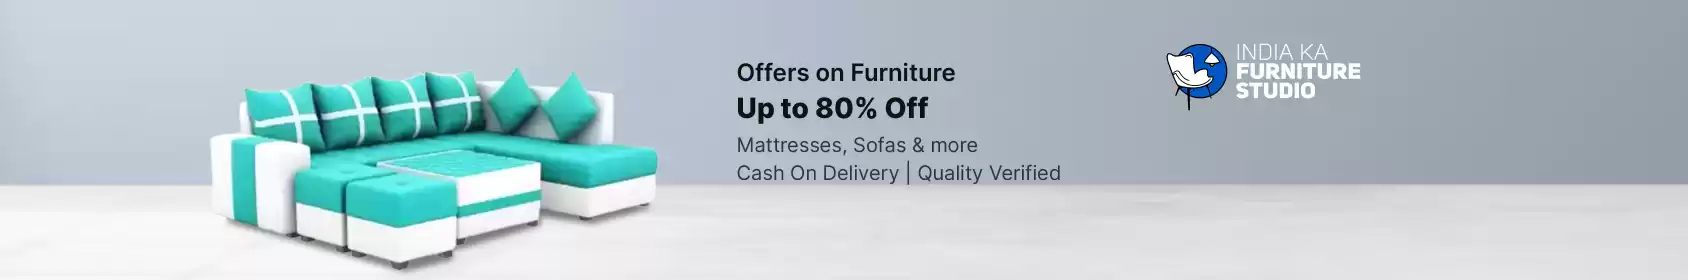 Offers on Furniture
Up to 80% Off
Mattresses, Sofas & more
Cash On Delivery | Quality Verified
INDIA KA
FURNITURE
STUDIO